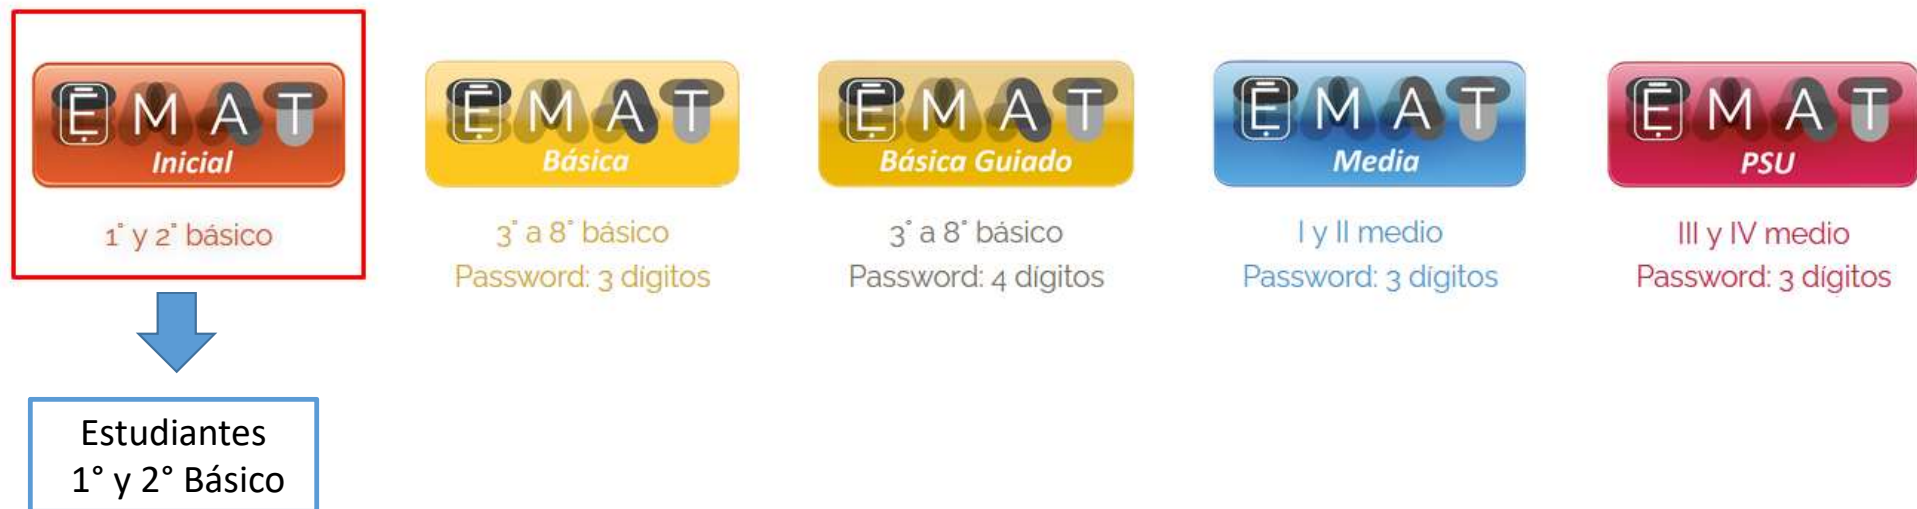 EMAT
Inicial
1° y 2° básico
EMAT
Básica
3° a 8° básico
Password: 3 dígitos
EMAT
Básica Guiado
3° a 8° básico
Password: 4 dígitos
EMAT
Media
I y II medio
Password: 3 dígitos
EMAT
PSU
III y IV medio
Password: 3 dígitos
Estudiantes
1° y 2° Básico